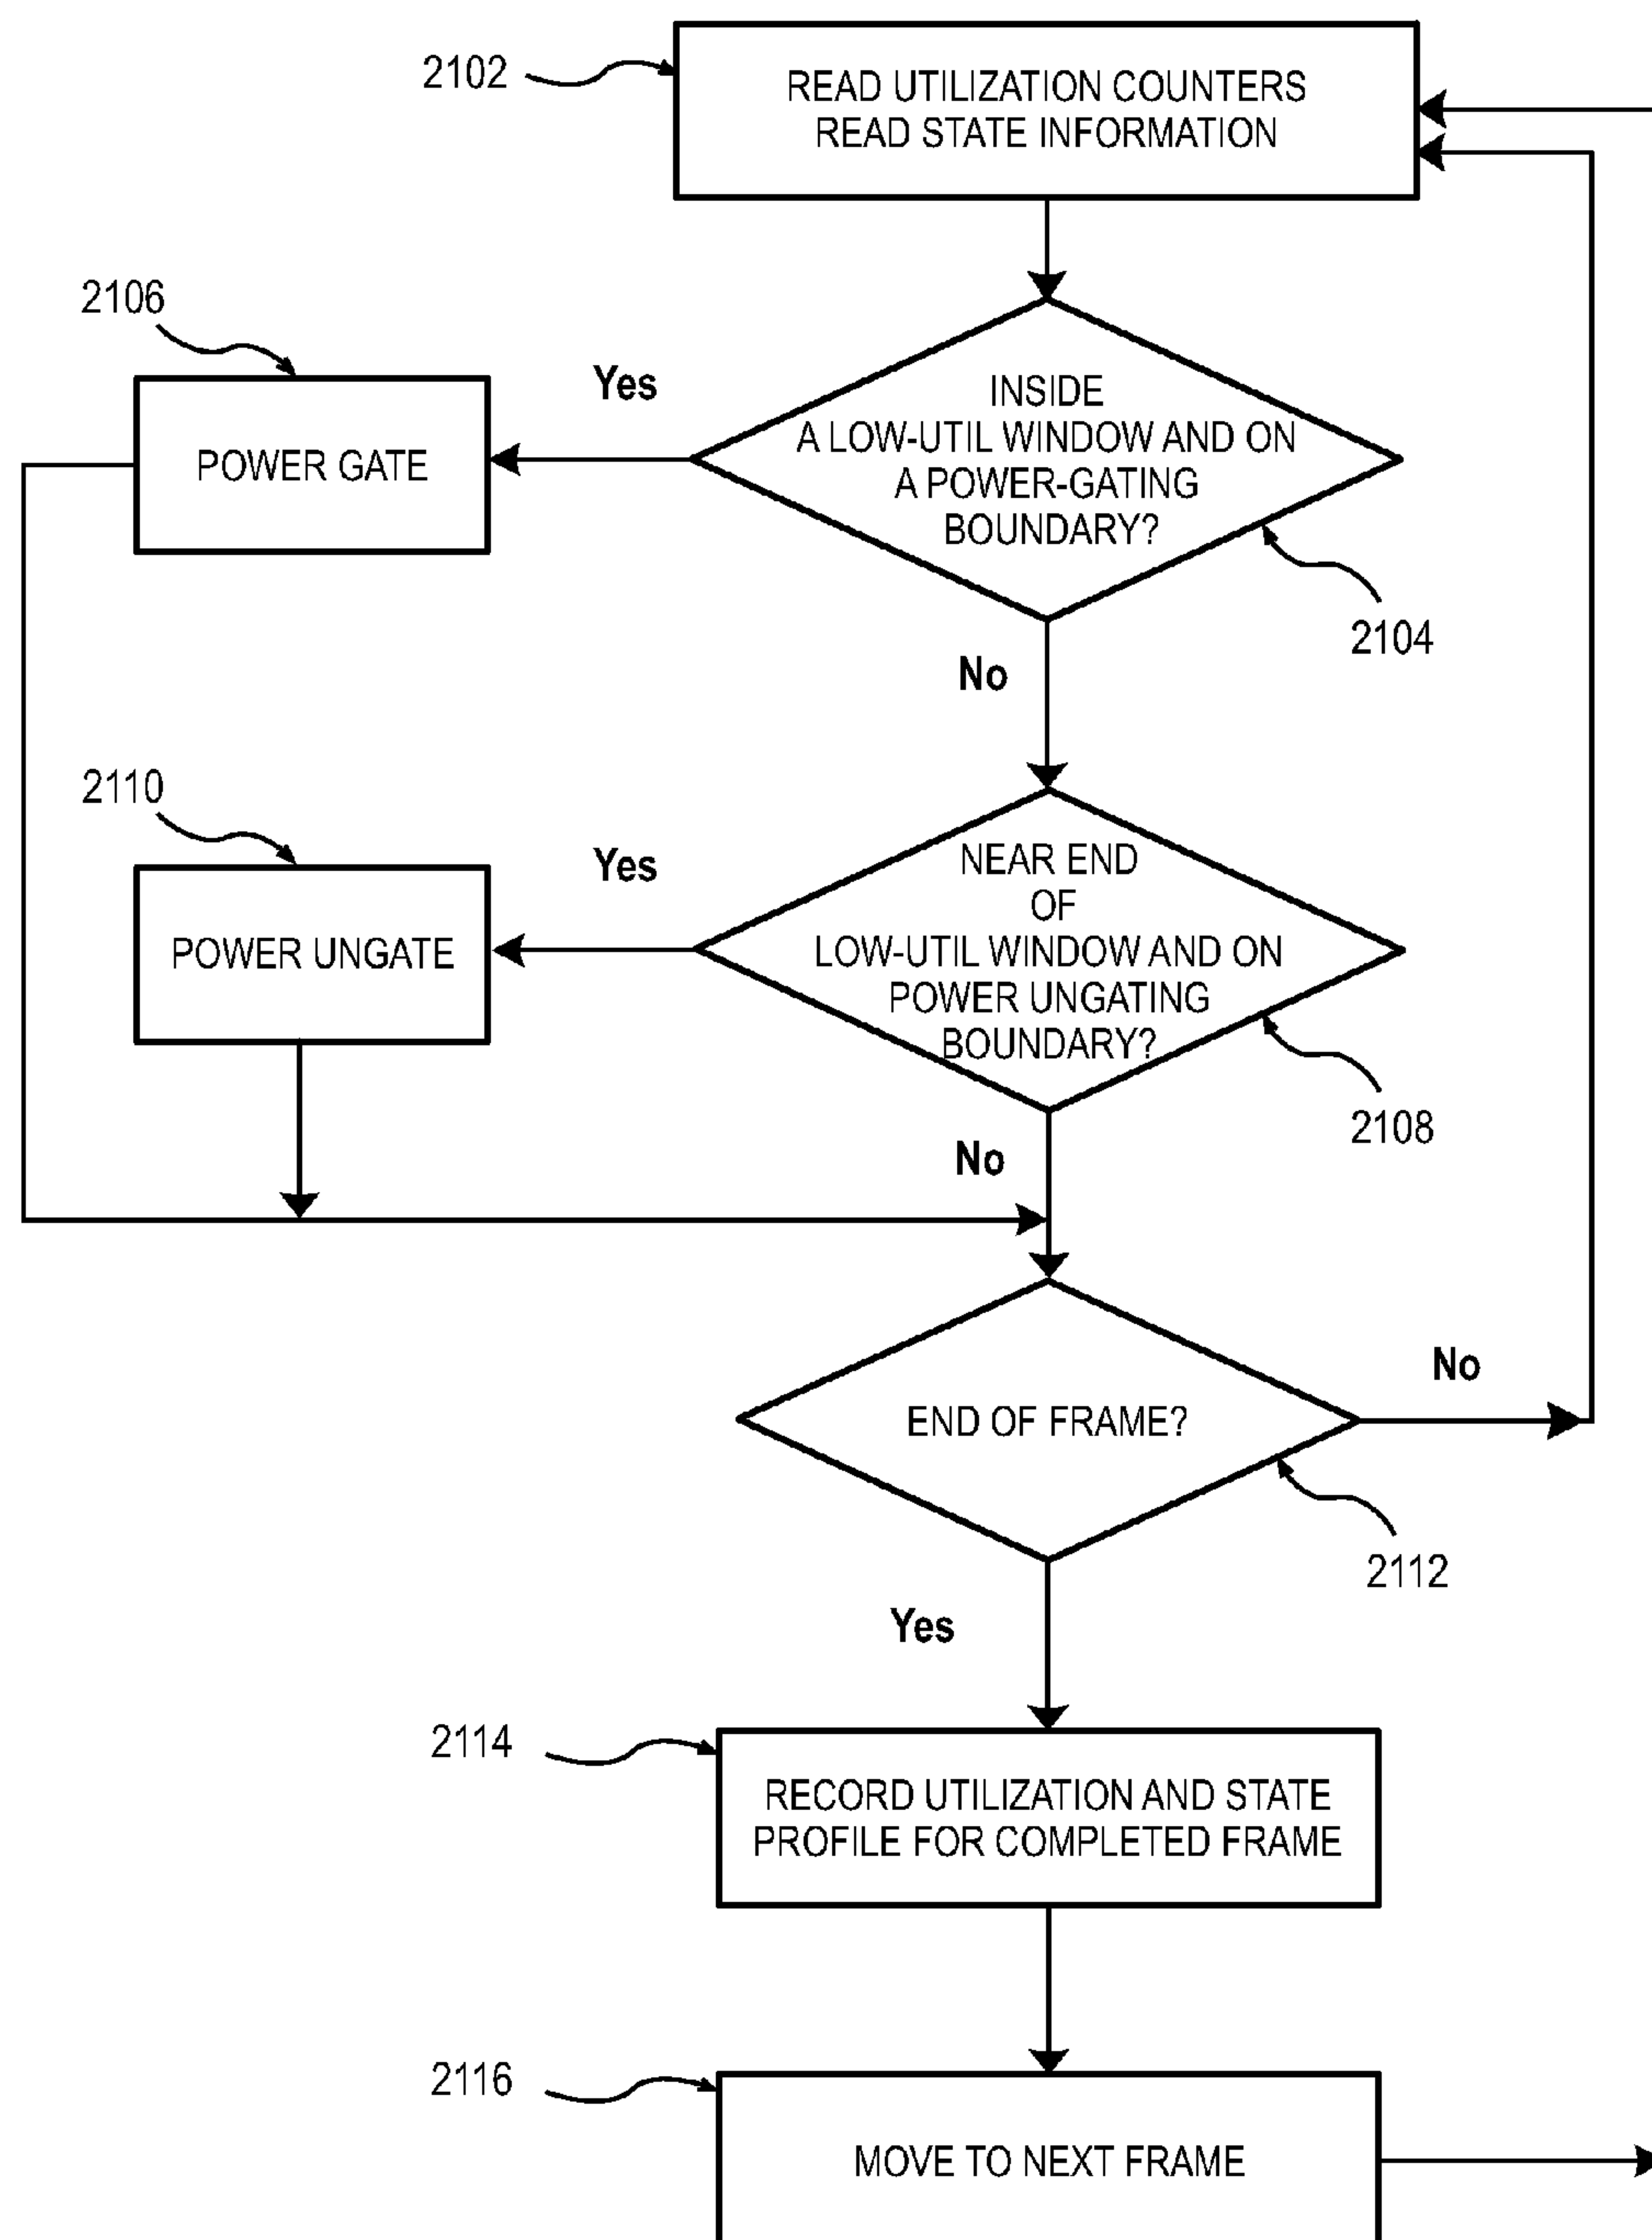 2102
READ UTILIZATION COUNTERS
READ STATE INFORMATION
2106
Yes
INSIDE
A LOW-UTIL WINDOW AND ON
A POWER-GATING
BOUNDARY?
POWER GATE
2104
No
2110
Yes
NEAR END
OF
LOW-UTIL WINDOW AND ON
POWER UNGATING
BOUNDARY?
POWER UNGATE
2108
No
END OF FRAME?
No
2112
Yes
2114
RECORD UTILIZATION AND STATE
PROFILE FOR COMPLETED FRAME
2116
MOVE TO NEXT FRAME